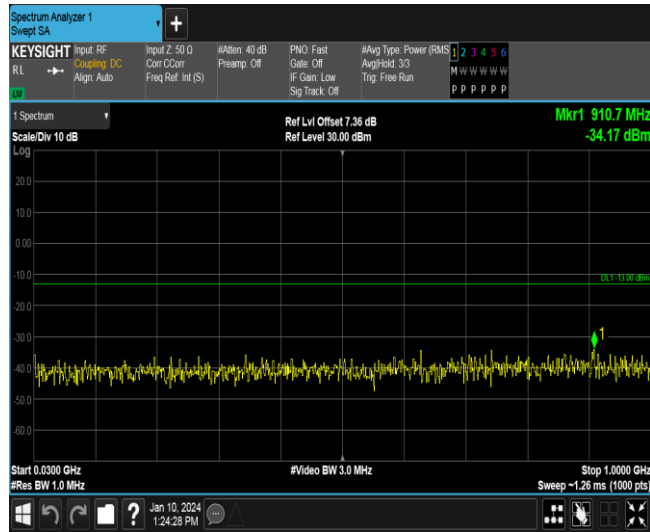 Spectrum Analyzer 1
Swept SA
+
KEYSIGHT
RL
LXI
Input: RF
Coupling: DC
Align: Auto
Input Z: 50 Ω
Corr CCorr
Freq Ref: Int (S)
#Atten: 40 dB
Preamp: Off
PNO: Fast
Gate: Off
IF Gain: Low
Sig Track: Off
#Avg Type: Power (RMS
Avg|Hold: 3/3
Trig: Free Run
1 2 3 4 5 6
M W W W W W
P P P P P P
1 Spectrum
Scale/Div 10 dB
Log
Ref Lvl Offset 7.36 dB
Ref Level 30.00 dBm
Mkr1 910.7 MHz
-34.17 dBm
20.0
10.0
0.00
-10.0
DL1 -13.00 dBm
-20.0
-30.0
1
-40.0
-50.0
-60.0
Start 0.0300 GHz
#Res BW 1.0 MHz
#Video BW 3.0 MHz
Stop 1.0000 GHz
Sweep ~1.26 ms (1000 pts)
?
Jan 10, 2024
1:24:28 PM